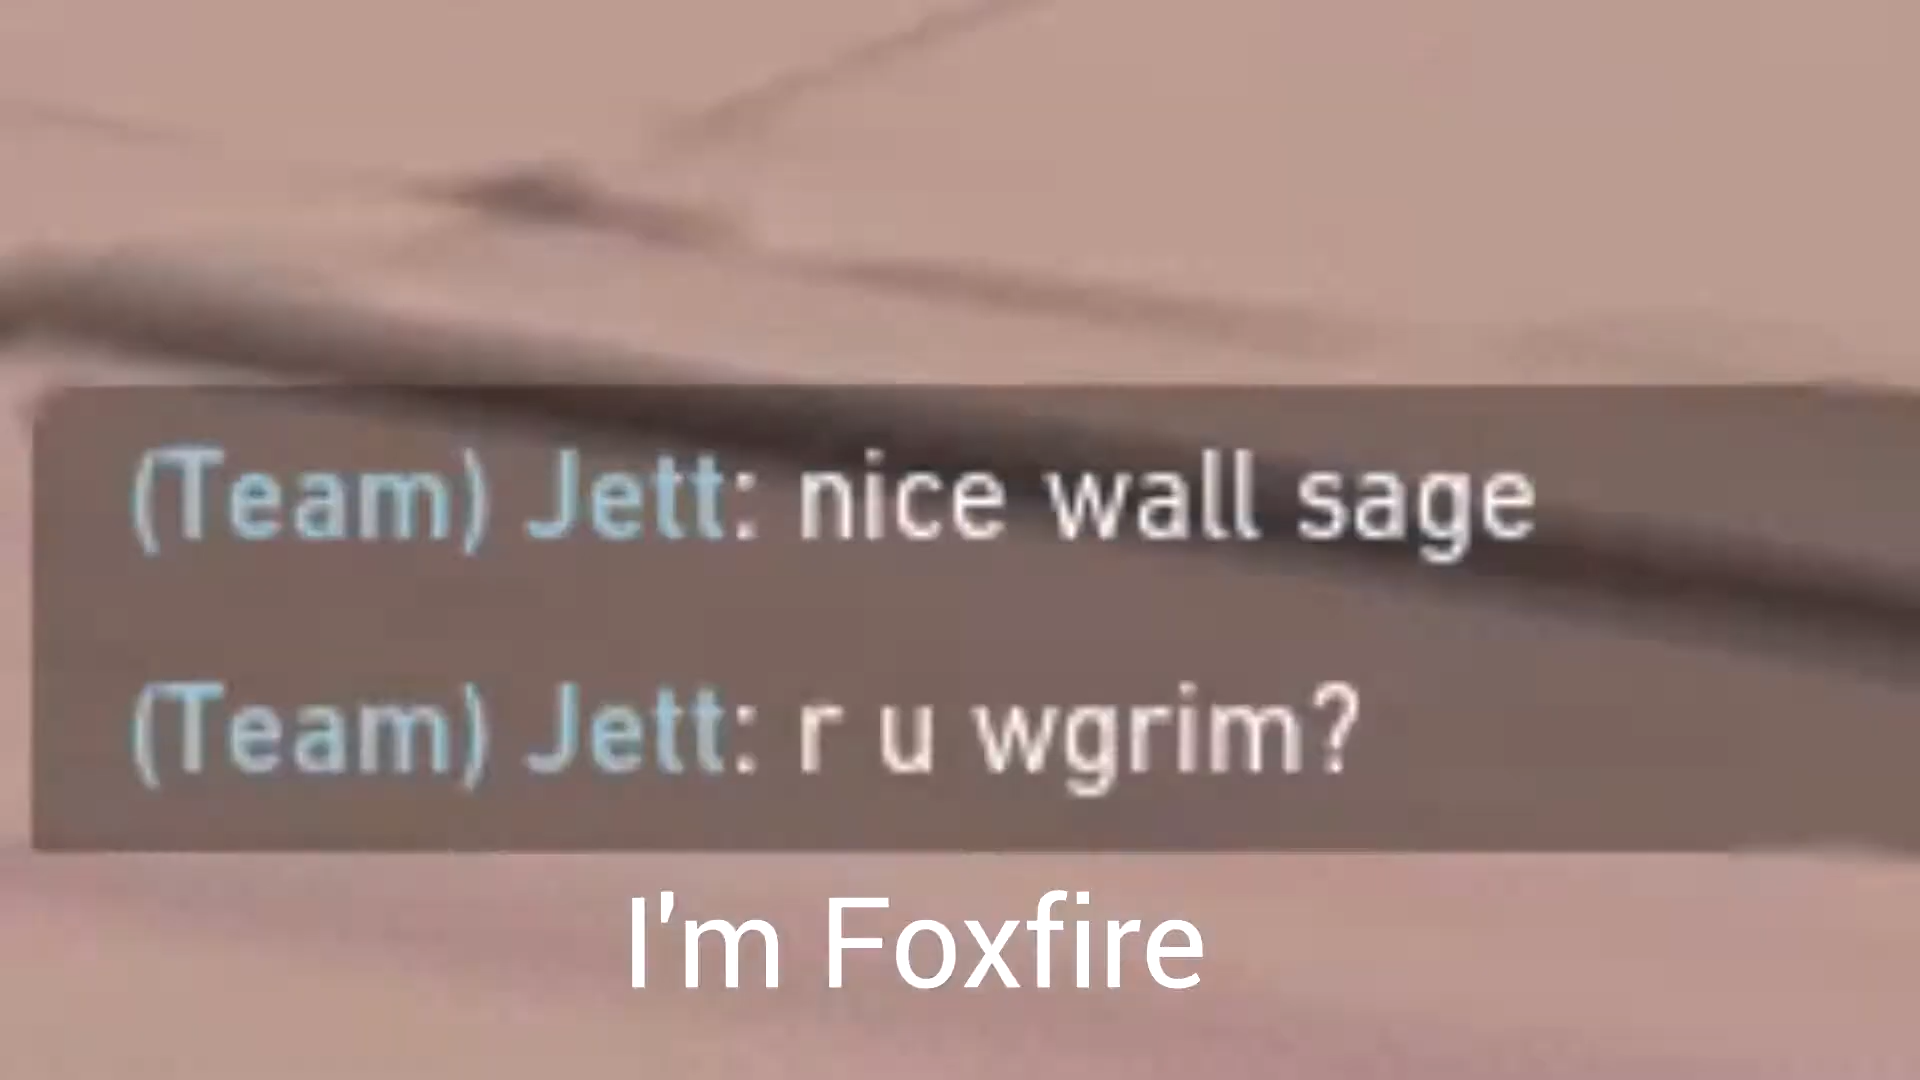 (Team) Jett: nice wall sage
(Team) Jett: r u wgrim?
I'm Foxfire